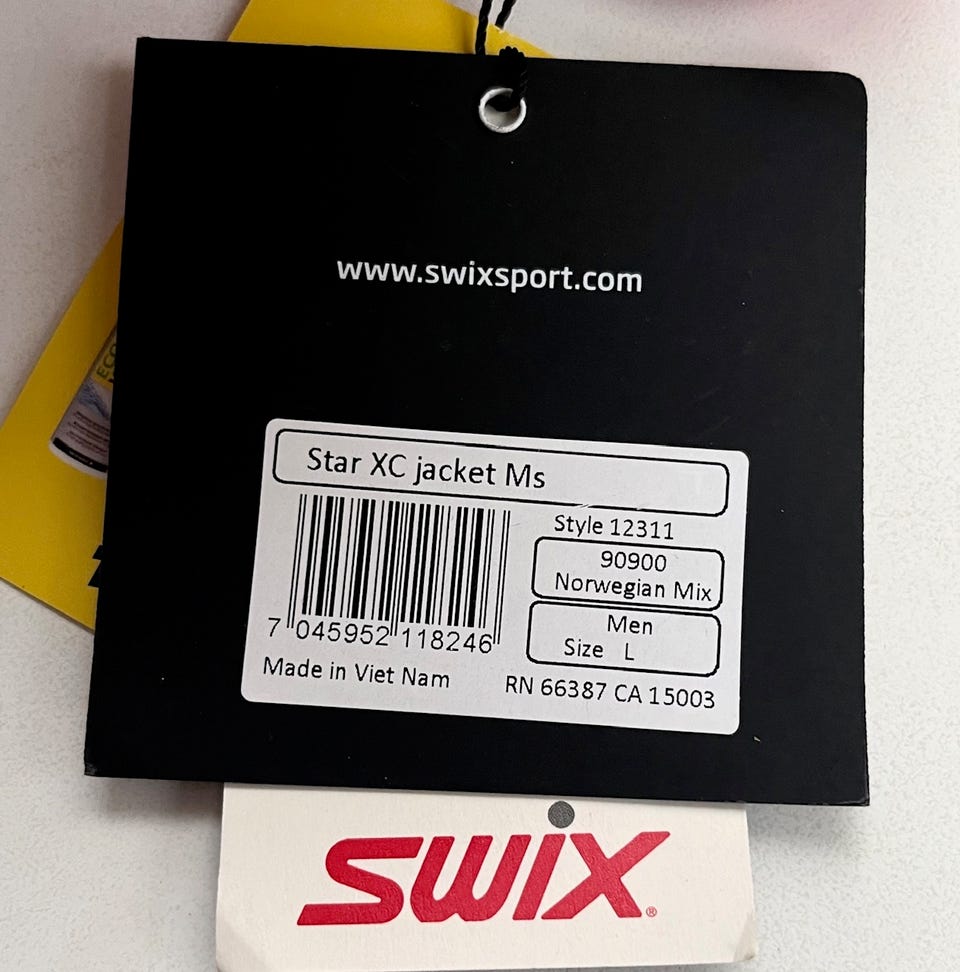 www.swixsport.com
Star XC jacket Ms
Style 12311
90900
Norwegian Mix
Men
Size L
7 045952 118246
Made in Viet Nam
RN 66387 CA 15003
SWIX®